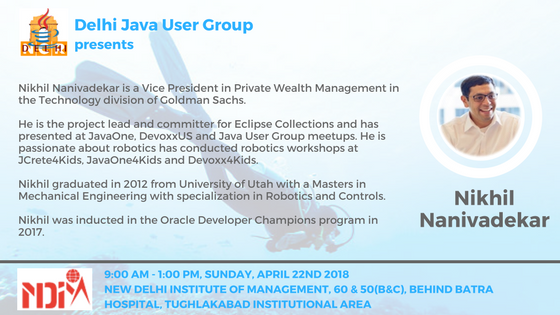 DELHI
Delhi Java User Group
presents
Nikhil Nanivadekar is a Vice President in Private Wealth Management in
the Technology division of Goldman Sachs.
He is the project lead and committer for Eclipse Collections and has
presented at JavaOne, DevoxxUS and Java User Group meetups. He is
passionate about robotics has conducted robotics workshops at
JCrete4Kids, JavaOne4Kids and Devoxx4Kids.
Nikhil graduated in 2012 from University of Utah with a Masters in
Mechanical Engineering with specialization in Robotics and Controls.
Nikhil was inducted in the Oracle Developer Champions program in
2017.
Nikhil
Nanivadekar
NDiM
9:00 AM - 1:00 PM, SUNDAY, APRIL 22ND 2018
NEW DELHI INSTITUTE OF MANAGEMENT, 60 & 50(B&C), BEHIND BATRA
HOSPITAL, TUGHLAKABAD INSTITUTIONAL AREA